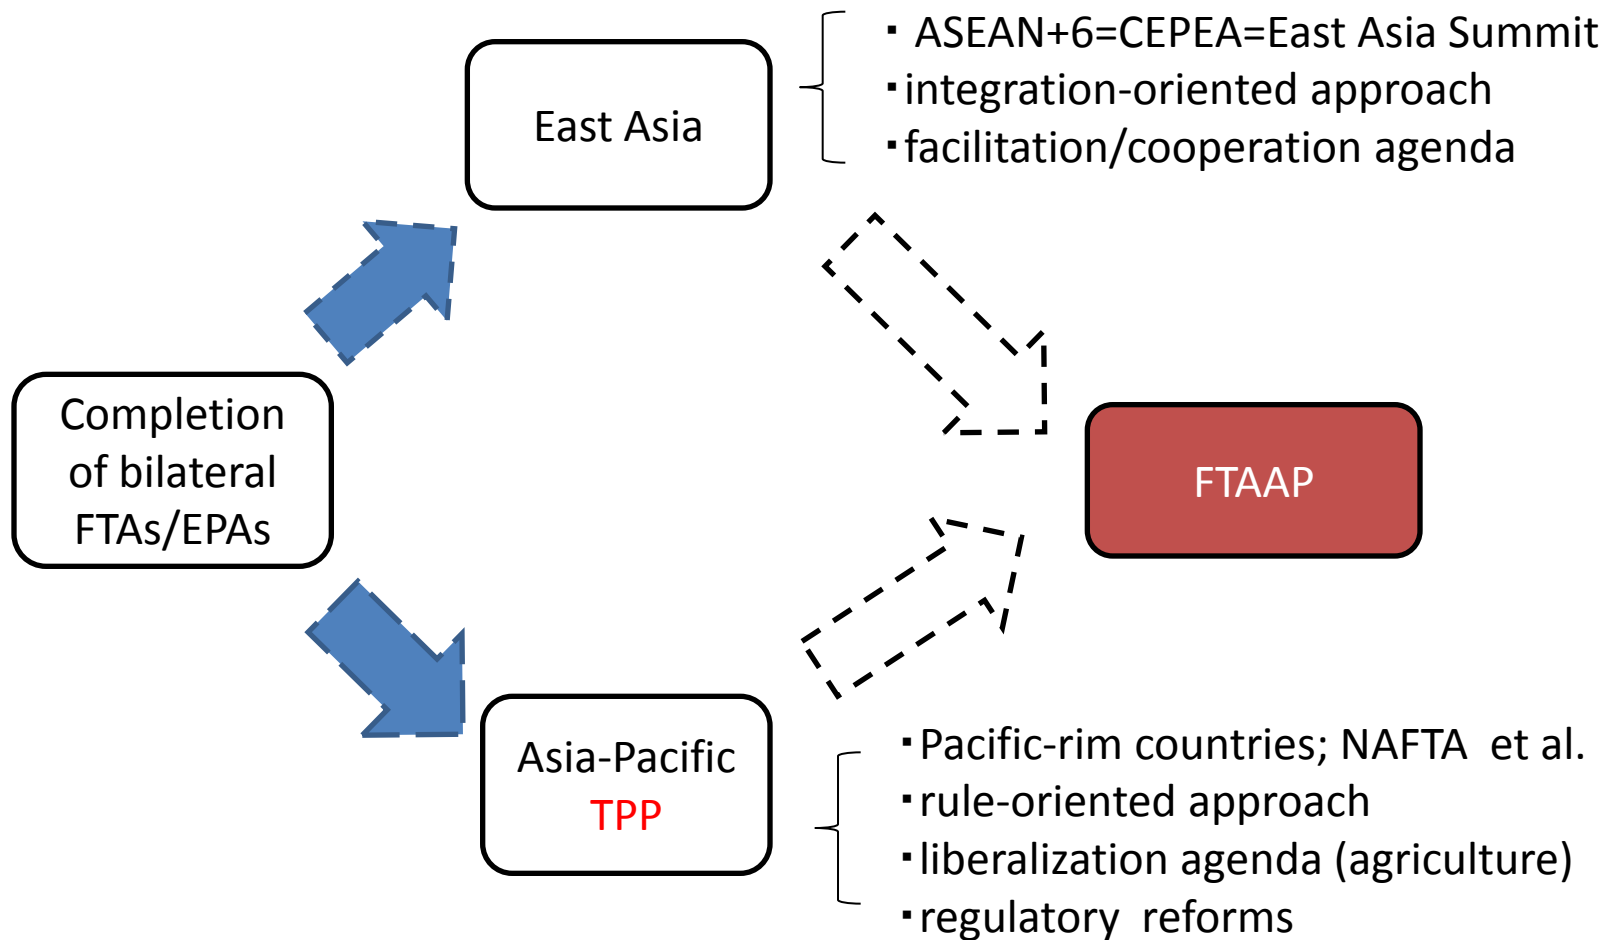 East Asia
・ ASEAN+6=CEPEA=East Asia Summit
・integration-oriented approach
・facilitation/cooperation agenda
Completion
of bilateral
FTAs/EPAs
FTAAP
Asia-Pacific
TPP
・Pacific-rim countries; NAFTA et al.
・rule-oriented approach
・liberalization agenda (agriculture)
・regulatory reforms